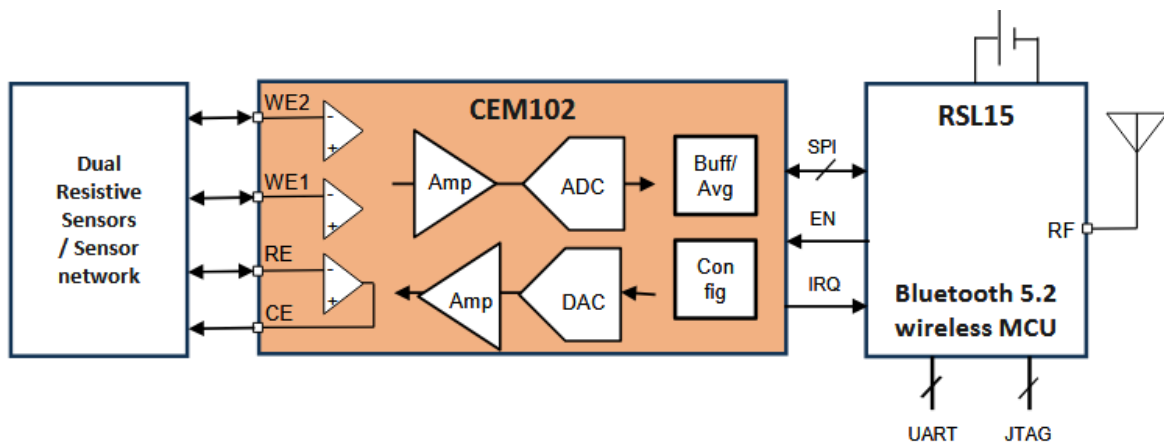 Dual
Resistive
Sensors
/ Sensor
network
WE2
WE1
RE
CE
-
+
-
+
-
+
CEM102
Amp
ADC
Buff/
Avg
Amp
DAC
Con
fig
SPI
EN
IRQ
RSL15
RF
Bluetooth 5.2
wireless MCU
UART
JTAG